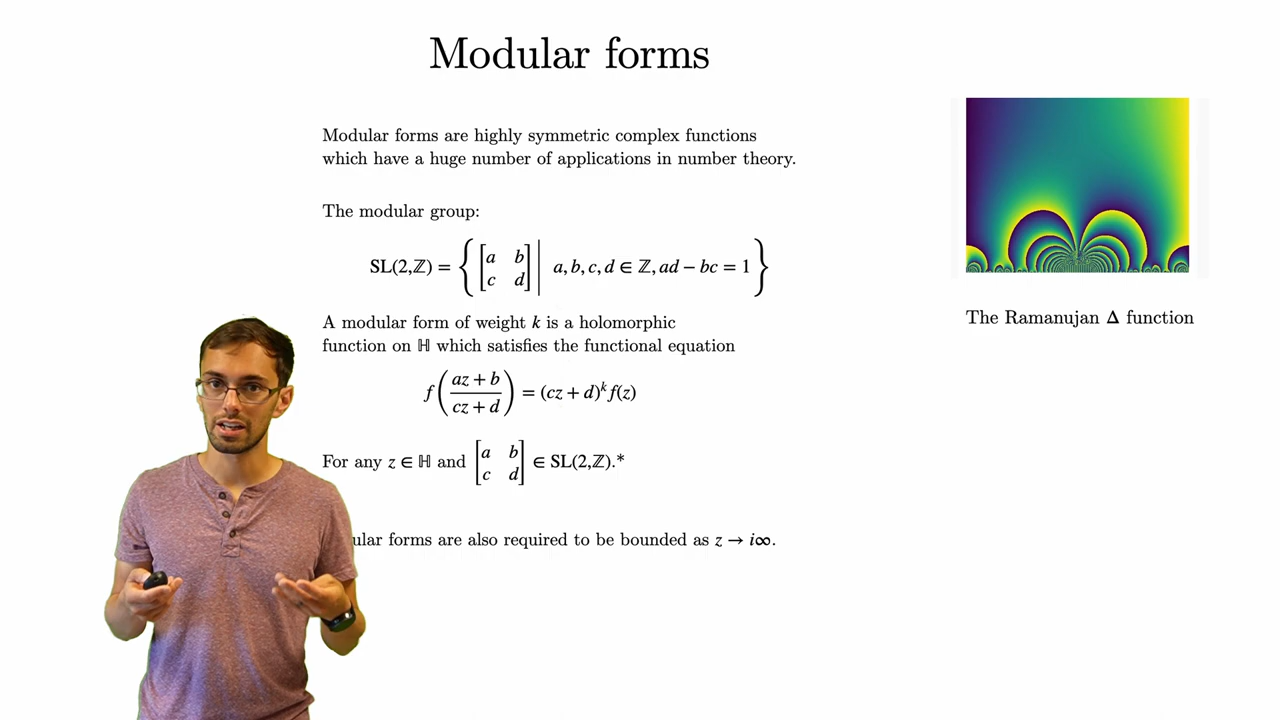 Modular forms
Modular forms are highly symmetric complex functions
which have a huge number of applications in number theory.
The modular group:
SL(2,ℤ) = { [a b; c d] | a, b, c, d ∈ ℤ, ad − bc = 1 }
A modular form of weight k is a holomorphic
function on ℍ which satisfies the functional equation
f((az + b)/(cz + d)) = (cz + d)^k f(z)
For any z ∈ ℍ and [a b; c d] ∈ SL(2,ℤ).*
forms are also required to be bounded as z → i∞.
The Ramanujan Δ function